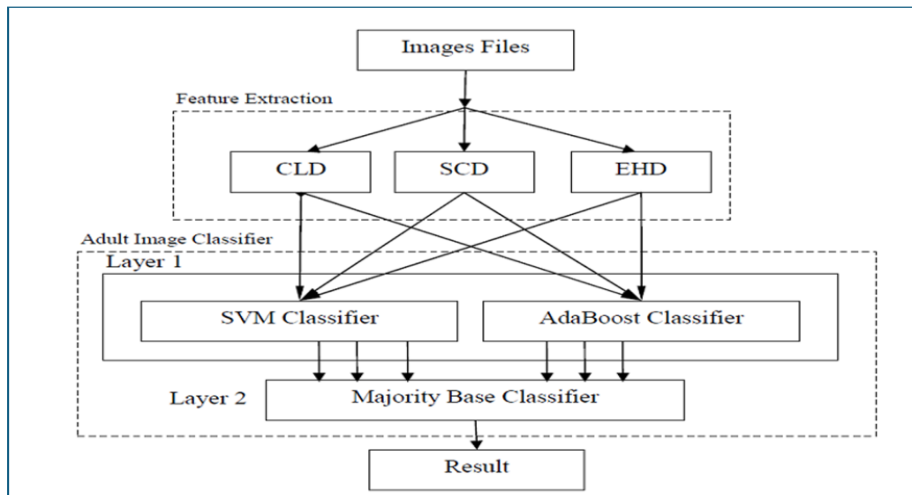 Images Files
Feature Extraction
CLD
SCD
EHD
Adult Image Classifier
Layer 1
SVM Classifier
AdaBoost Classifier
Layer 2
Majority Base Classifier
Result